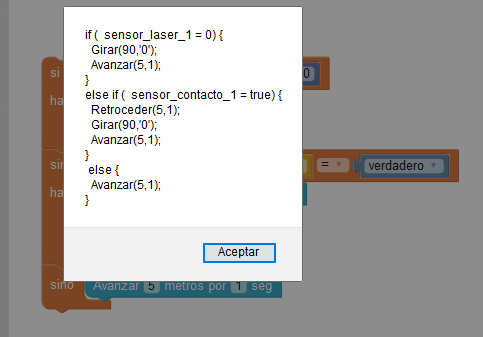 if (  sensor_laser_1 = 0) {
Girar(90,'0');
Avanzar(5,1);
}
else if (  sensor_contacto_1 = true) {
Retroceder(5,1);
Girar(90,'0');
Avanzar(5,1);
}
else {
Avanzar(5,1);
}
Aceptar
si
0
ha
sin
= verdadero
ha
sino Avanzar 5 metros por 1 seg